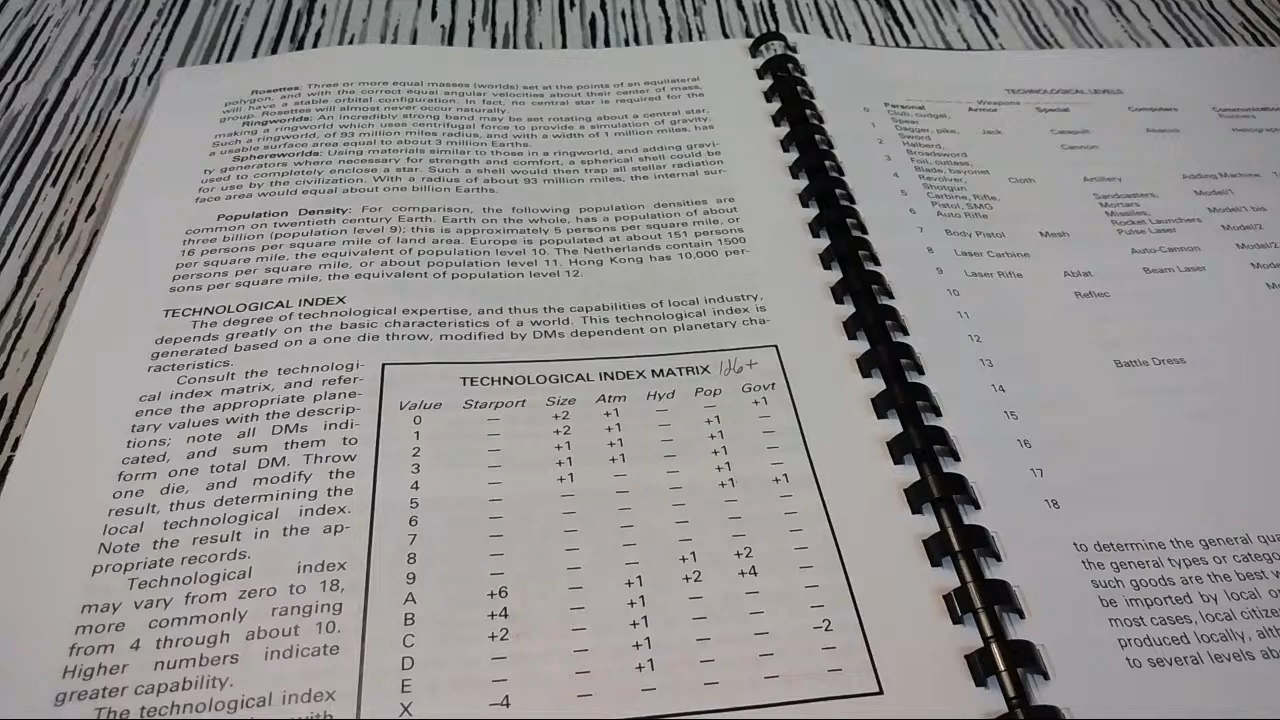 Rosettes: Three or more equal masses (worlds) set at the points of an equilateral
polygon, and with the correct equal angular velocities about their center of mass,
will have a stable orbital configuration. In fact, no central star is required for the
group. Rosettes will almost never occur naturally.
Ringworlds: An incredibly strong band may be set rotating about a central star,
making a ringworld which uses centrifugal force to provide a simulation of gravity.
Such a ringworld, of 93 million miles radius, and with a width of 1 million miles, has
a usable surface area equal to about 3 million Earths.
Sphereworlds: Using materials similar to those in a ringworld, and adding gravi-
ty generators where necessary for strength and comfort, a spherical shell could be
used to completely enclose a star. Such a shell would then trap all stellar radiation
for use by the civilization. With a radius of about 93 million miles, the internal sur-
face area would equal about one billion Earths.
Population Density: For comparison, the following population densities are
common on twentieth century Earth. Earth on the whole, has a population of about
three billion (population level 9); there is approximately 5 persons per square mile, or
16 persons per square mile of land area. Europe is populated at about 151 persons
per square mile, the equivalent of population level 10. The Netherlands contain 1500
persons per square mile, or about population level 11. Hong Kong has 10,000 per-
sons per square mile, the equivalent of population level 12.
TECHNOLOGICAL INDEX
The degree of technological expertise, and thus the capabilities of local industry,
depends greatly on the basic characteristics of a world. This technological index is
generated based on a one die throw, modified by DMs dependent on planetary cha-
racteristics.
Consult the technologi-
cal index matrix, and refer-
ence the appropriate plane-
tary values with the descrip-
tions; note all DMs indi-
cated, and sum them to
form one total DM. Throw
one die, and modify the
result, thus determining the
local technological index.
Note the result in the ap-
propriate records.
Technological index
may vary from zero to 18,
more commonly ranging
from 4 through about 10.
Higher numbers indicate
greater capability.
The technological index
with
TECHNOLOGICAL INDEX MATRIX 1d6+
Value Starport Size Atm Hyd Pop Govt
0 — +2 +1 — — +1
1 — +2 +1 — +1 —
2 — +1 +1 — +1 —
3 — +1 +1 — +1 —
4 — +1 — — +1 —
5 — — — — +1 +1
6 — — — — — —
7 — — — — — —
8 — — — — — —
9 — — — +1 +2 —
A +6 — +1 +2 +4 —
B +4 — +1 — — —
C +2 — +1 — — —
D — — +1 — — −2
E — — +1 — — —
X −4 — — — — —
TECHNOLOGICAL LEVELS
Weapons
Personal Armor Special Computers
0 Club, cudgel,
Spear
1 Dagger, pike, Jack Catapult Abacus
Sword
2 Halberd, Cannon
Broadsword
3 Foil, cutlass,
Blade, bayonet
4 Revolver, Cloth Artillery Adding Machine
Shotgun
5 Carbine, Rifle, Sandcasters, Model/1
Pistol, SMG Mortars
6 Auto Rifle Missiles, Model/1 bis
Rocket Launchers
7 Body Pistol Mesh Pulse Laser Model/2
8 Laser Carbine Auto-Cannon Model/2
9 Laser Rifle Ablat Beam Laser Mode
10 Reflec
11
12
13 Battle Dress
14
15
16
17
18
to determine the general qua
the general types or catego
such goods are the best w
be imported by local o
most cases, local citize
produced locally, alt
to several levels ab